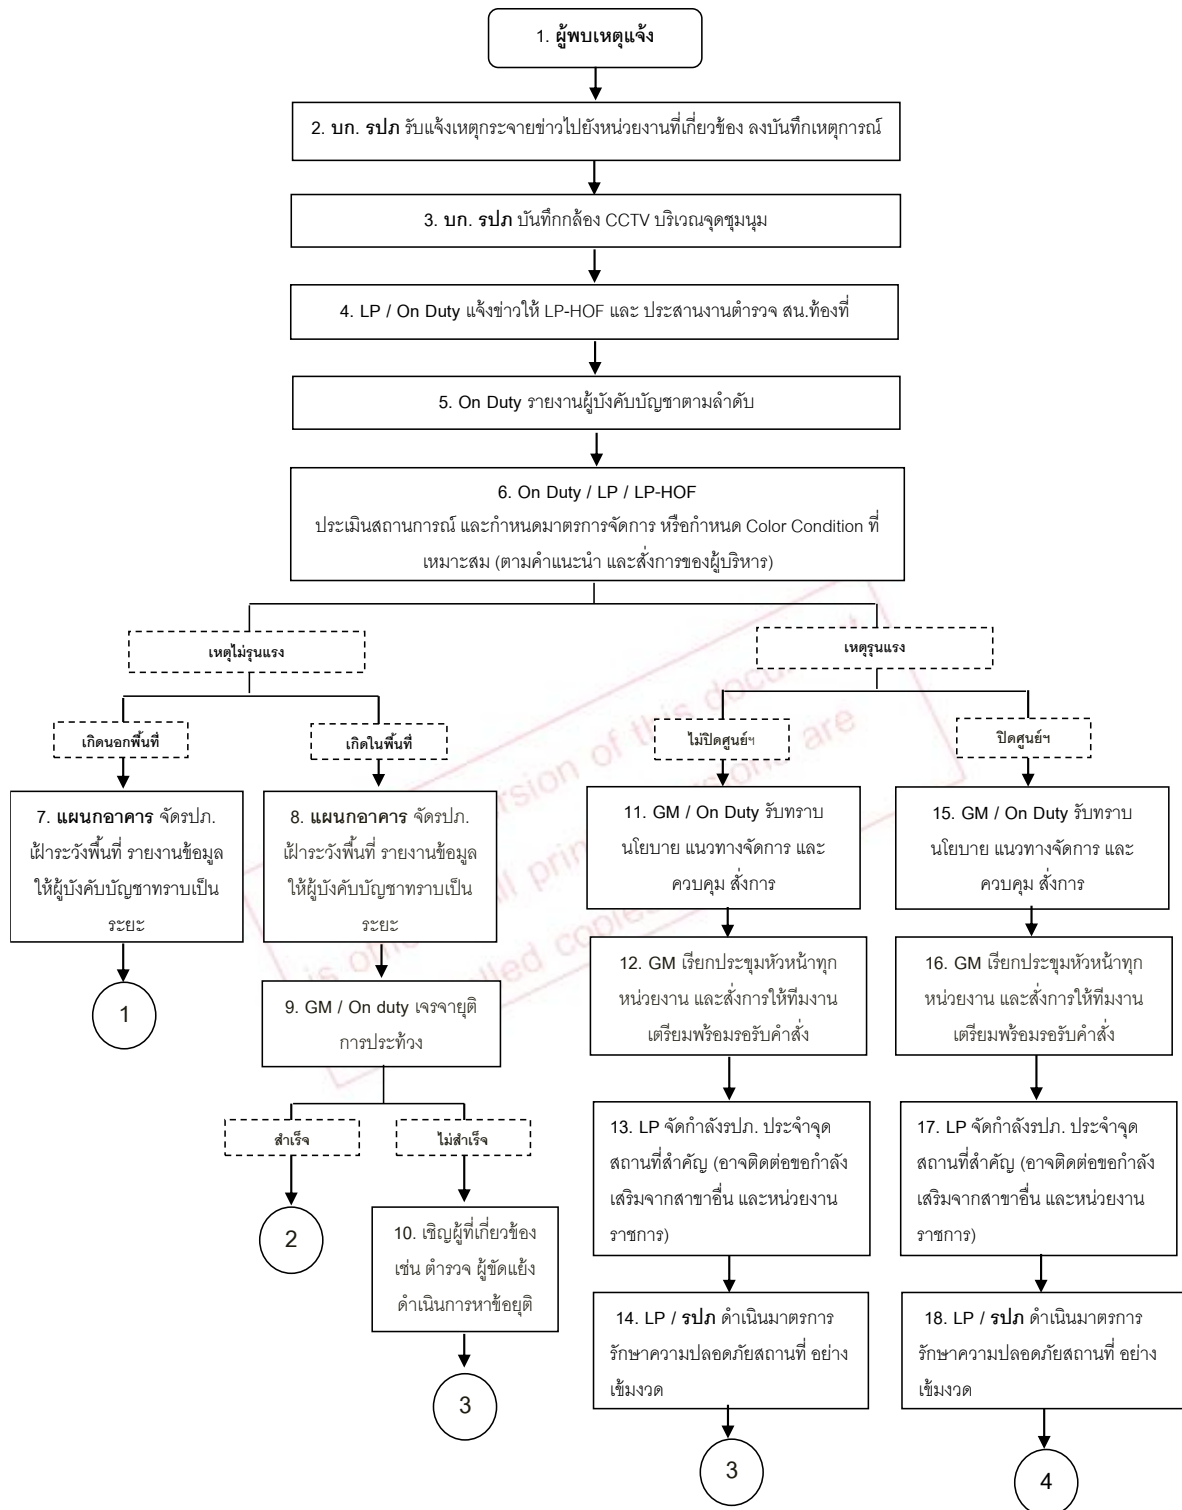 1. ผู้พบเหตุแจ้ง
2. บก. รปภ รับแจ้งเหตุกระจายข่าวไปยังหน่วยงานที่เกี่ยวข้อง ลงบันทึกเหตุการณ์
3. บก. รปภ บันทึกกล้อง CCTV บริเวณจุดชุมนุม
4. LP / On Duty แจ้งข่าวให้ LP-HOF และ ประสานงานตำรวจ สน.ท้องที่
5. On Duty รายงานผู้บังคับบัญชาตามลำดับ
6. On Duty / LP / LP-HOF
ประเมินสถานการณ์ และกำหนดมาตรการจัดการ หรือกำหนด Color Condition ที่
เหมาะสม (ตามคำแนะนำ และสั่งการของผู้บริหาร)
เหตุไม่รุนแรง
เหตุรุนแรง
เกิดนอกพื้นที่
เกิดในพื้นที่
ไม่ปิดศูนย์ฯ
ปิดศูนย์ฯ
7. แผนกอาคาร จัดรปภ.
เฝ้าระวังพื้นที่ รายงานข้อมูล
ให้ผู้บังคับบัญชาทราบเป็น
ระยะ
8. แผนกอาคาร จัดรปภ.
เฝ้าระวังพื้นที่ รายงานข้อมูล
ให้ผู้บังคับบัญชาทราบเป็น
ระยะ
11. GM / On Duty รับทราบ
นโยบาย แนวทางจัดการ และ
ควบคุม สั่งการ
15. GM / On Duty รับทราบ
นโยบาย แนวทางจัดการ และ
ควบคุม สั่งการ
1
9. GM / On duty เจรจายุติ
การประท้วง
12. GM เรียกประชุมหัวหน้าทุก
หน่วยงาน และสั่งการให้ทีมงาน
เตรียมพร้อมรอรับคำสั่ง
16. GM เรียกประชุมหัวหน้าทุก
หน่วยงาน และสั่งการให้ทีมงาน
เตรียมพร้อมรอรับคำสั่ง
สำเร็จ
ไม่สำเร็จ
2
10. เชิญผู้ที่เกี่ยวข้อง
เช่น ตำรวจ ผู้ขัดแย้ง
ดำเนินการหาข้อยุติ
3
13. LP จัดกำลังรปภ. ประจำจุด
สถานที่สำคัญ (อาจติดต่อขอกำลัง
เสริมจากสาขาอื่น และหน่วยงาน
ราชการ)
17. LP จัดกำลังรปภ. ประจำจุด
สถานที่สำคัญ (อาจติดต่อขอกำลัง
เสริมจากสาขาอื่น และหน่วยงาน
ราชการ)
14. LP / รปภ ดำเนินมาตรการ
รักษาความปลอดภัยสถานที่ อย่าง
เข้มงวด
18. LP / รปภ ดำเนินมาตรการ
รักษาความปลอดภัยสถานที่ อย่าง
เข้มงวด
3
4
of this document
are